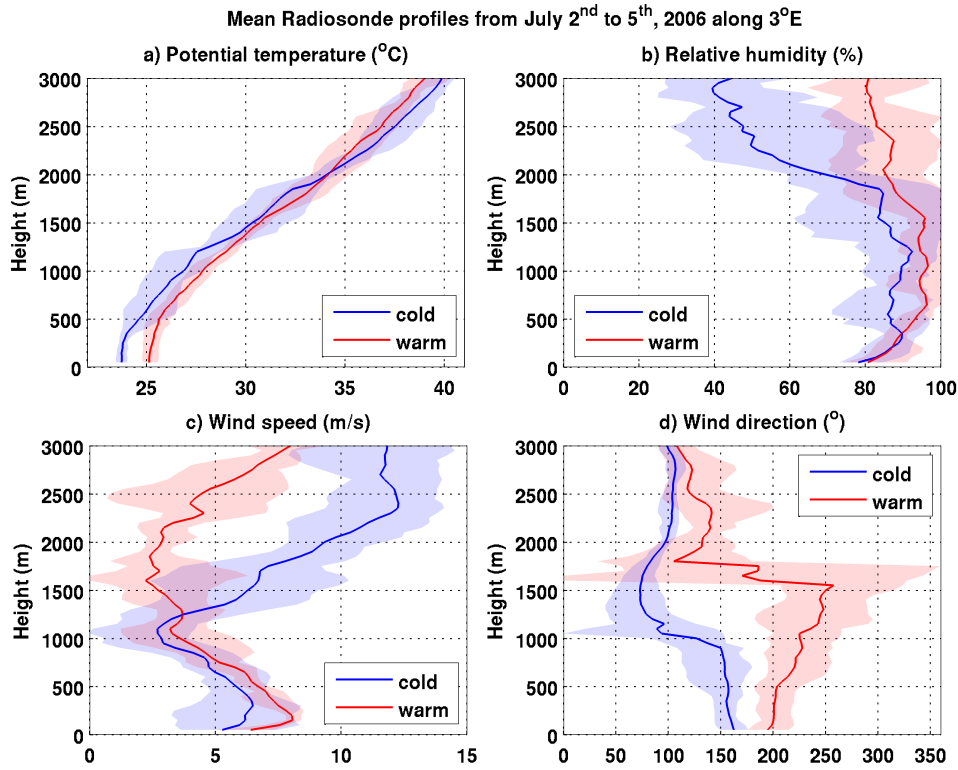 Mean Radiosonde profiles from July 2nd to 5th, 2006 along 3oE
a) Potential temperature (oC)
3000
2500
2000
1500
1000
500
0
Height (m)
25
30
35
40
cold
warm
b) Relative humidity (%)
3000
2500
2000
1500
1000
500
0
Height (m)
0
20
40
60
80
100
cold
warm
c) Wind speed (m/s)
3000
2500
2000
1500
1000
500
0
Height (m)
0
5
10
15
cold
warm
d) Wind direction (o)
3000
2500
2000
1500
1000
500
0
Height (m)
0
50
100
150
200
250
300
350
cold
warm